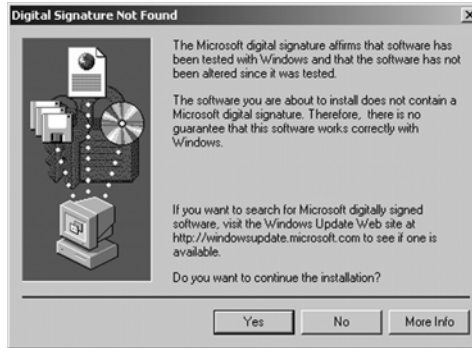 Digital Signature Not Found
The Microsoft digital signature affirms that software has
been tested with Windows and that the software has not
been altered since it was tested.
The software you are about to install does not contain a
Microsoft digital signature. Therefore, there is no
guarantee that this software works correctly with
Windows.
If you want to search for Microsoft digitally signed
software, visit the Windows Update Web site at
http://windowsupdate.microsoft.com to see if one is
available.
Do you want to continue the installation?
Yes No More Info